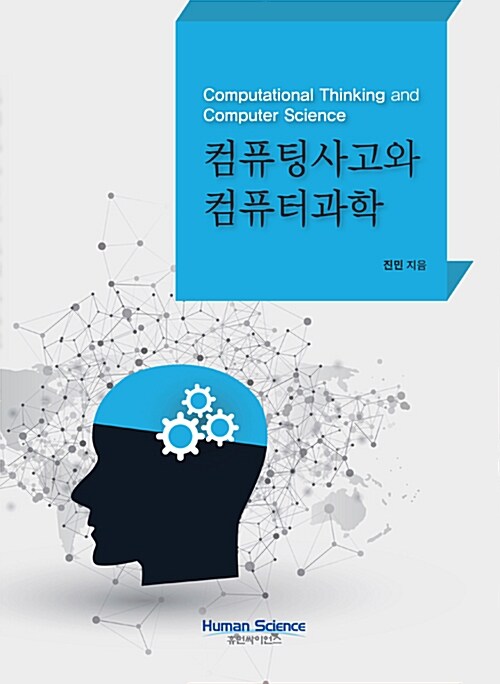 Computational Thinking and
Computer Science
컴퓨팅사고와
컴퓨터과학
진민 지음
Human Science
휴먼싸이언스